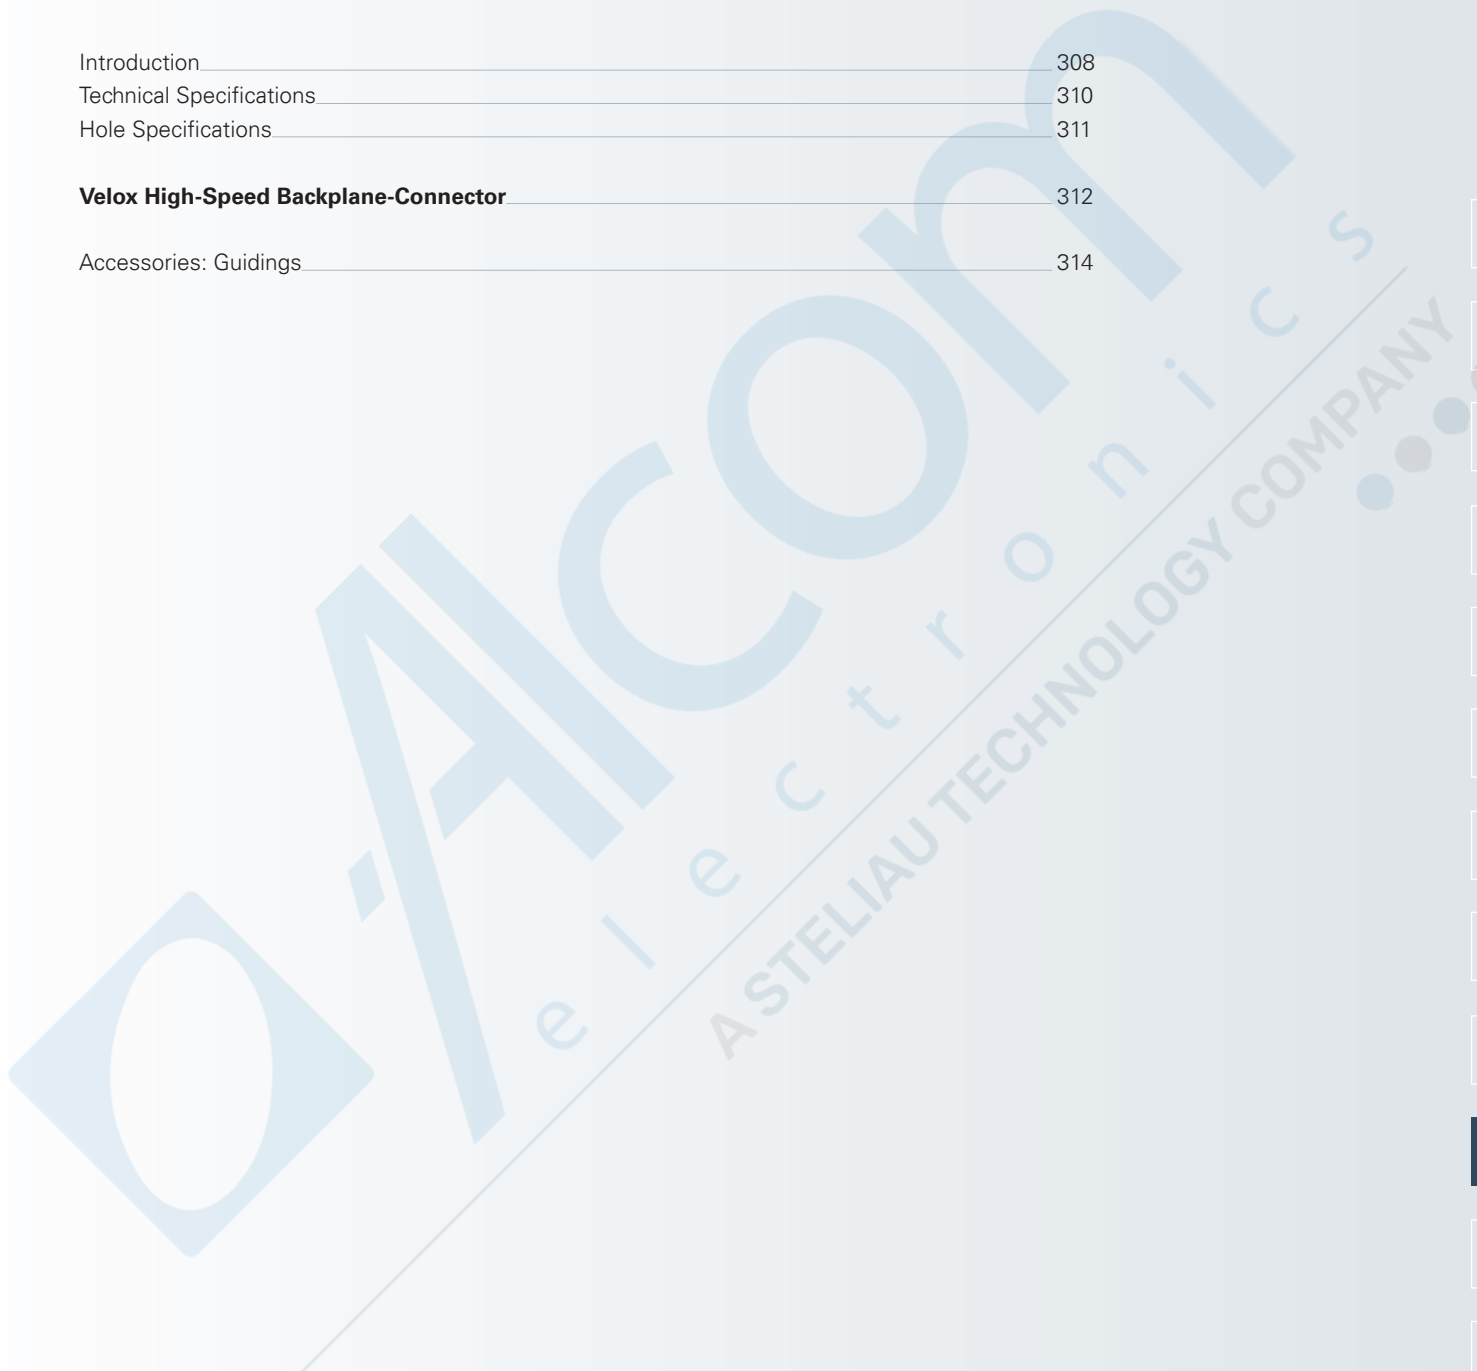 Introduction 308
Technical Specifications 310
Hole Specifications 311
Velox High-Speed Backplane-Connector 312
Accessories: Guidings 314
Alcom
electronics
A STELIAU TECHNOLOGY COMPANY